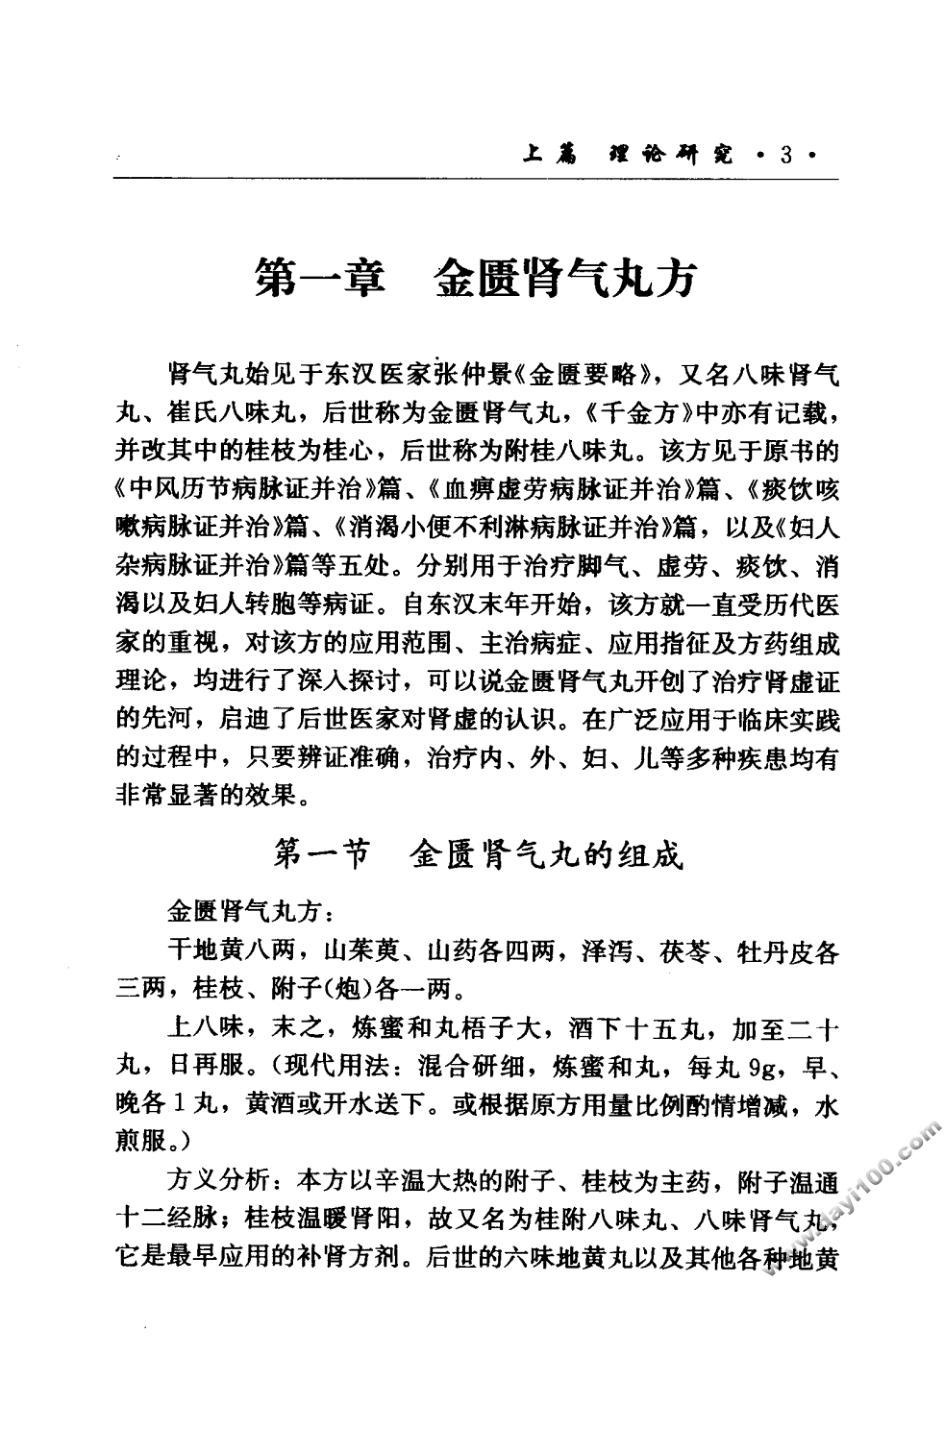 上篇 理论研究 · 3 ·
第一章 金匮肾气丸方
肾气丸始见于东汉医家张仲景《金匮要略》，又名八味肾气
丸、崔氏八味丸，后世称为金匮肾气丸，《千金方》中亦有记载，
并改其中的桂枝为桂心，后世称为附桂八味丸。该方见于原书的
《中风历节病脉证并治》篇、《血痹虚劳病脉证并治》篇、《痰饮咳
嗽病脉证并治》篇、《消渴小便不利淋病脉证并治》篇，以及《妇人
杂病脉证并治》篇等五处。分别用于治疗脚气、虚劳、痰饮、消
渴以及妇人转胞等病证。自东汉末年开始，该方就一直受历代医
家的重视，对该方的应用范围、主治病症、应用指征及方药组成
理论，均进行了深入探讨，可以说金匮肾气丸开创了治疗肾虚证
的先河，启迪了后世医家对肾虚的认识。在广泛应用于临床实践
的过程中，只要辨证准确，治疗内、外、妇、儿等多种疾患均有
非常显著的效果。
第一节 金匮肾气丸的组成
金匮肾气丸方：
干地黄八两，山茱萸、山药各四两，泽泻、茯苓、牡丹皮各
三两，桂枝、附子（炮）各一两。
上八味，末之，炼蜜和丸梧子大，酒下十五丸，加至二十
丸，日再服。（现代用法：混合研细，炼蜜和丸，每丸 9g，早、
晚各 1 丸，黄酒或开水送下。或根据原方用量比例酌情增减，水
煎服。）
方义分析：本方以辛温大热的附子、桂枝为主药，附子温通
十二经脉；桂枝温暖肾阳，故又名为桂附八味丸、八味肾气丸，
它是最早应用的补肾方剂。后世的六味地黄丸以及其他各种地黄
www.dayi100.com